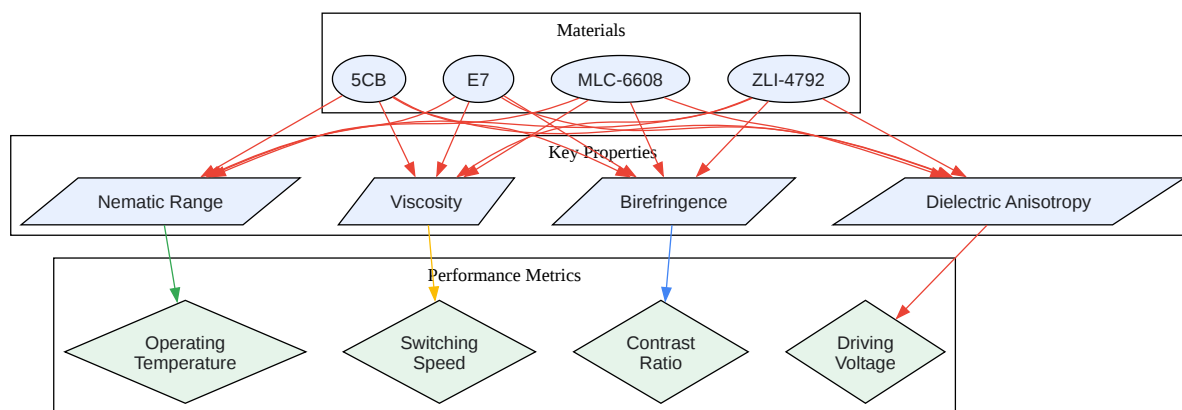 Materials
5CB
E7
MLC-6608
ZLI-4792
Key Properties
Nematic Range
Viscosity
Birefringence
Dielectric Anisotropy
Performance Metrics
Operating
Temperature
Switching
Speed
Contrast
Ratio
Driving
Voltage